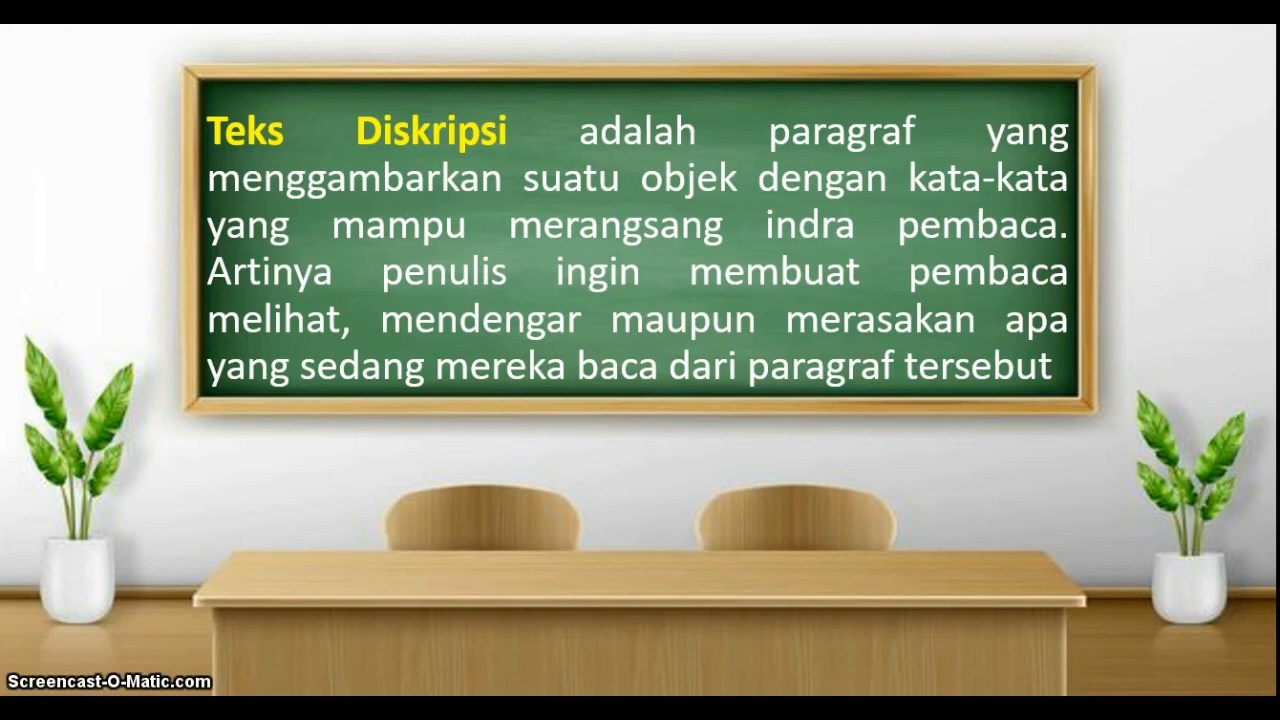 Teks Diskripsi adalah paragraf yang
menggambarkan suatu objek dengan kata-kata
yang mampu merangsang indra pembaca.
Artinya penulis ingin membuat pembaca
melihat, mendengar maupun merasakan apa
yang sedang mereka baca dari paragraf tersebut
Screencast-O-Matic.com